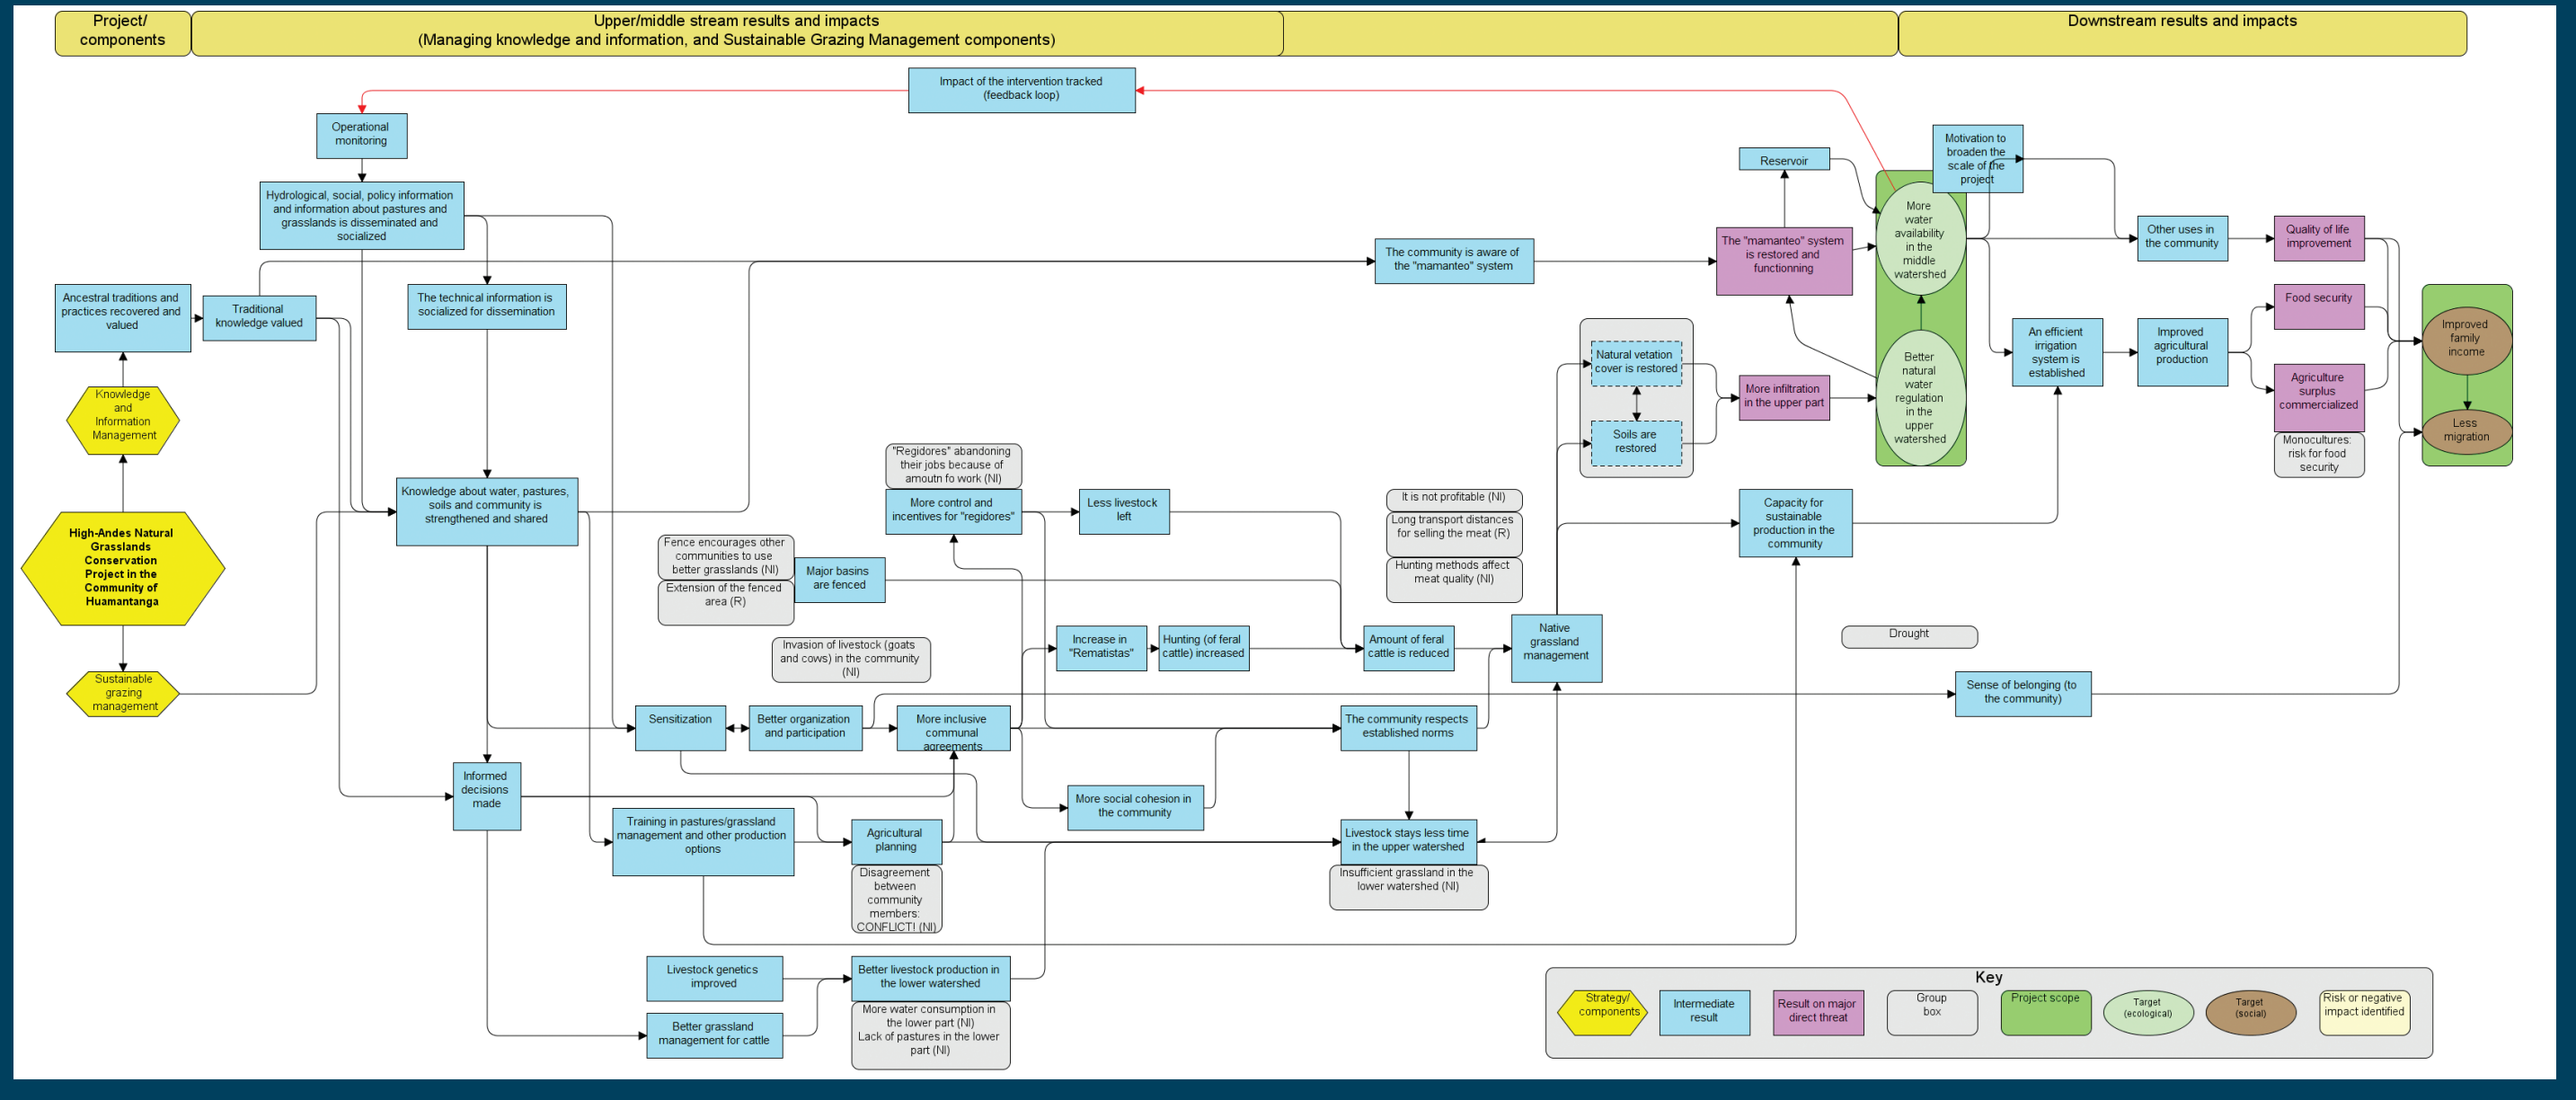 Project/
components
Upper/middle stream results and impacts
(Managing knowledge and information, and Sustainable Grazing Management components)
Downstream results and impacts
Impact of the intervention tracked
(feedback loop)
Operational
monitoring
Hydrological, social, policy information
and information about pastures and
grasslands is disseminated and
socialized
Ancestral traditions and
practices recovered and
valued
Traditional
knowledge valued
The technical information is
socialized for dissemination
Knowledge
and
Information
Management
High-Andes Natural
Grasslands
Conservation
Project in the
Community of
Huamantanga
Sustainable
grazing
management
Knowledge about water, pastures,
soils and community is
strengthened and shared
Informed
decisions
made
Fence encourages other
communities to use
better grasslands (NI)
Extension of the fenced
area (R)
Major basins
are fenced
"Regidores" abandoning
their jobs because of
amoutn fo work (NI)
More control and
incentives for "regidores"
Less livestock
left
Invasion of livestock (goats
and cows) in the community
(NI)
Increase in
"Rematistas"
Hunting (of feral
cattle) increased
Sensitization
Better organization
and participation
More inclusive
communal
agreements
More social cohesion in
the community
Training in pastures/grassland
management and other production
options
Agricultural
planning
Disagreement
between
community
members:
CONFLICT! (NI)
Livestock genetics
improved
Better grassland
management for cattle
Better livestock production in
the lower watershed
More water consumption in
the lower part (NI)
Lack of pastures in the lower
part (NI)
The community is aware of
the "mamanteo" system
It is not profitable (NI)
Long transport distances
for selling the meat (R)
Hunting methods affect
meat quality (NI)
Amount of feral
cattle is reduced
Native
grassland
management
The community respects
established norms
Livestock stays less time
in the upper watershed
Insufficient grassland in the
lower watershed (NI)
Natural vetation
cover is restored
Soils are
restored
More infiltration
in the upper part
Reservoir
The "mamanteo" system
is restored and
functionning
More
water
availability
in the
middle
watershed
Better
natural
water
regulation
in the
upper
watershed
Motivation to
broaden the
scale of the
project
Capacity for
sustainable
production in the
community
Drought
Sense of belonging (to
the community)
An efficient
irrigation
system is
established
Improved
agricultural
production
Other uses in
the community
Quality of life
improvement
Food security
Agriculture
surplus
commercialized
Monocultures:
risk for food
security
Improved
family
income
Less
migration
Key
Strategy/
components
Intermediate
result
Result on major
direct threat
Group
box
Project scope
Target
(ecological)
Target
(social)
Risk or negative
impact identified